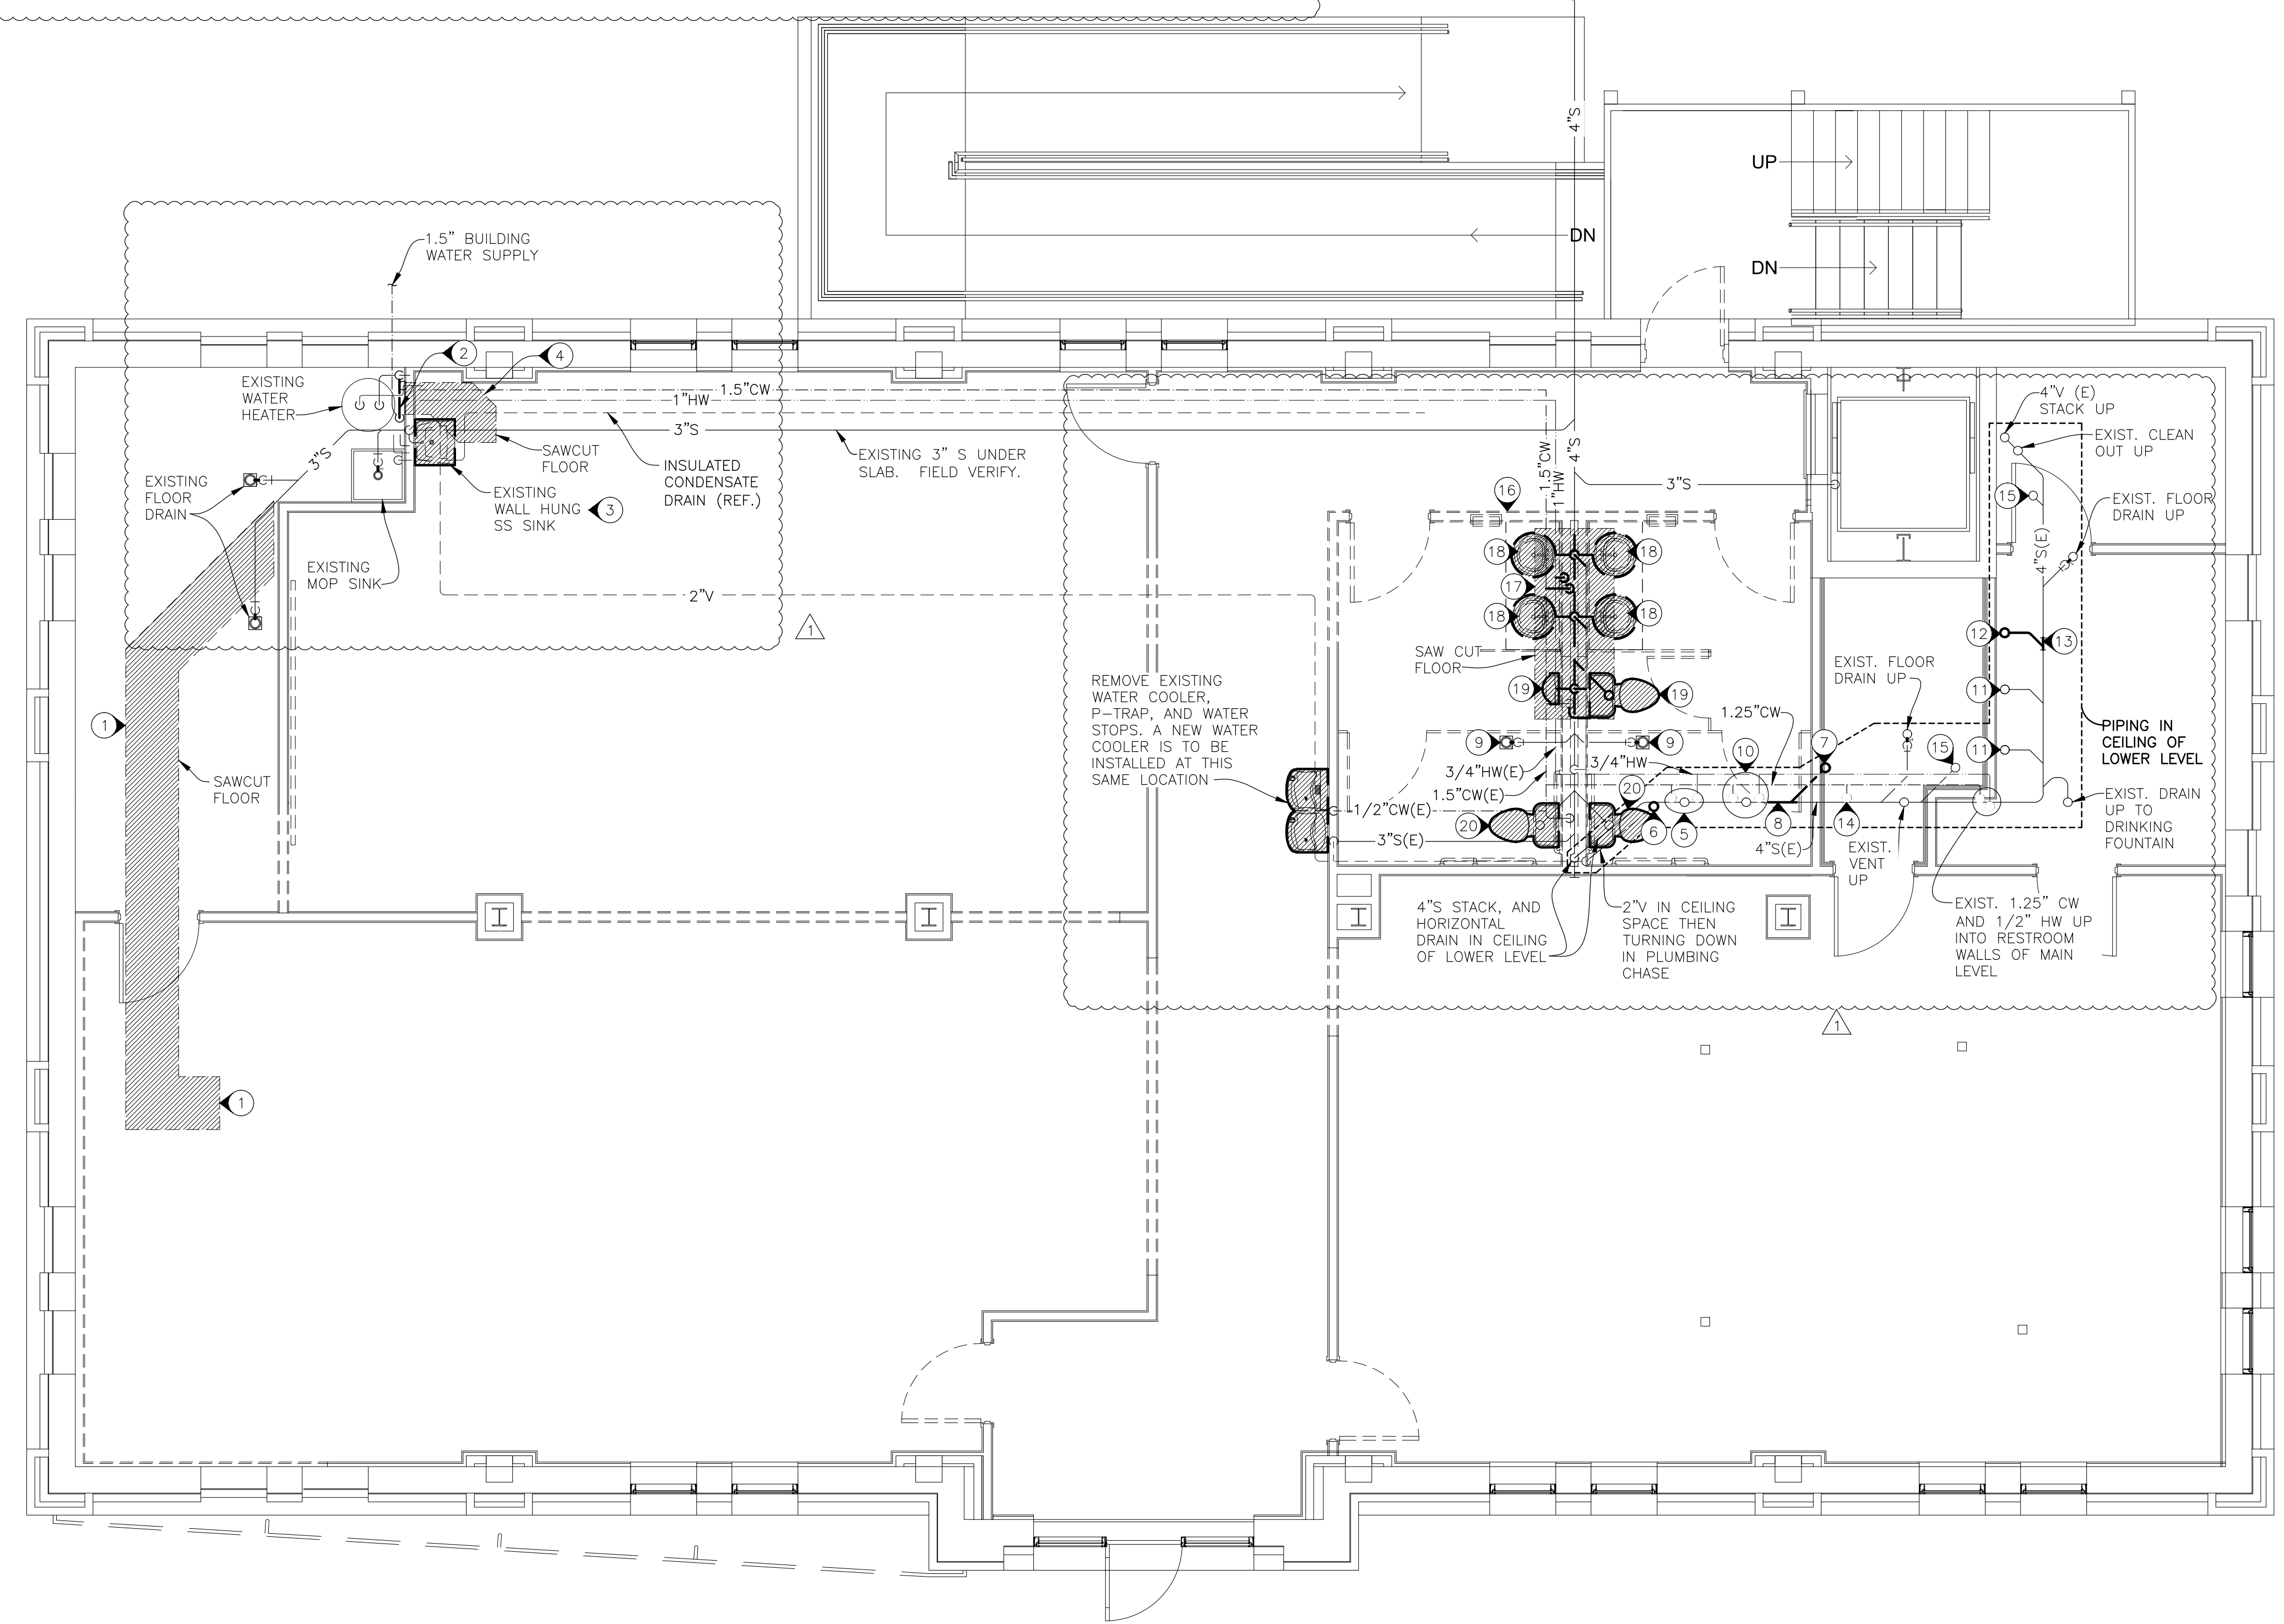 4"S
UP
DN
DN
1.5" BUILDING
WATER SUPPLY
2
4
EXISTING
WATER
HEATER
1.5"CW
1"HW
3"S
3"S
SAWCUT
FLOOR
INSULATED
CONDENSATE
DRAIN (REF.)
EXISTING 3" S UNDER
SLAB. FIELD VERIFY.
EXISTING
FLOOR
DRAIN
EXISTING
WALL HUNG
SS SINK
3
EXISTING
MOP SINK
2"V
1
4"S
1.5"CW
1"HW
3"S
16
4"V (E)
STACK UP
EXIST. CLEAN
OUT UP
15
EXIST. FLOOR
DRAIN UP
4"S(E)
18
18
17
18
18
SAW CUT
FLOOR
19
19
12
13
EXIST. FLOOR
DRAIN UP
11
11
PIPING IN
CEILING OF
LOWER LEVEL
REMOVE EXISTING
WATER COOLER,
P-TRAP, AND WATER
STOPS. A NEW WATER
COOLER IS TO BE
INSTALLED AT THIS
SAME LOCATION
1.25"CW
9
9
10
7
15
3/4"HW(E)
3/4"HW
1.5"CW(E)
1/2"CW(E)
20
20
6
5
8
14
3"S(E)
4"S(E)
EXIST.
VENT
UP
EXIST. DRAIN
UP TO
DRINKING
FOUNTAIN
1
SAWCUT
FLOOR
4"S STACK, AND
HORIZONTAL
DRAIN IN CEILING
OF LOWER LEVEL
2"V IN CEILING
SPACE THEN
TURNING DOWN
IN PLUMBING
CHASE
EXIST. 1.25" CW
AND 1/2" HW UP
INTO RESTROOM
WALLS OF MAIN
LEVEL
1
1